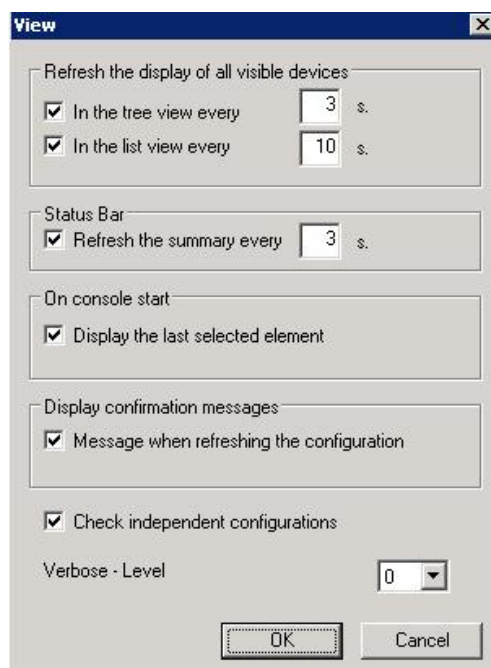 View
Refresh the display of all visible devices
In the tree view every 3 s.
In the list view every 10 s.
Status Bar
Refresh the summary every 3 s.
On console start
Display the last selected element
Display confirmation messages
Message when refreshing the configuration
Check independent configurations
Verbose - Level 0
OK Cancel